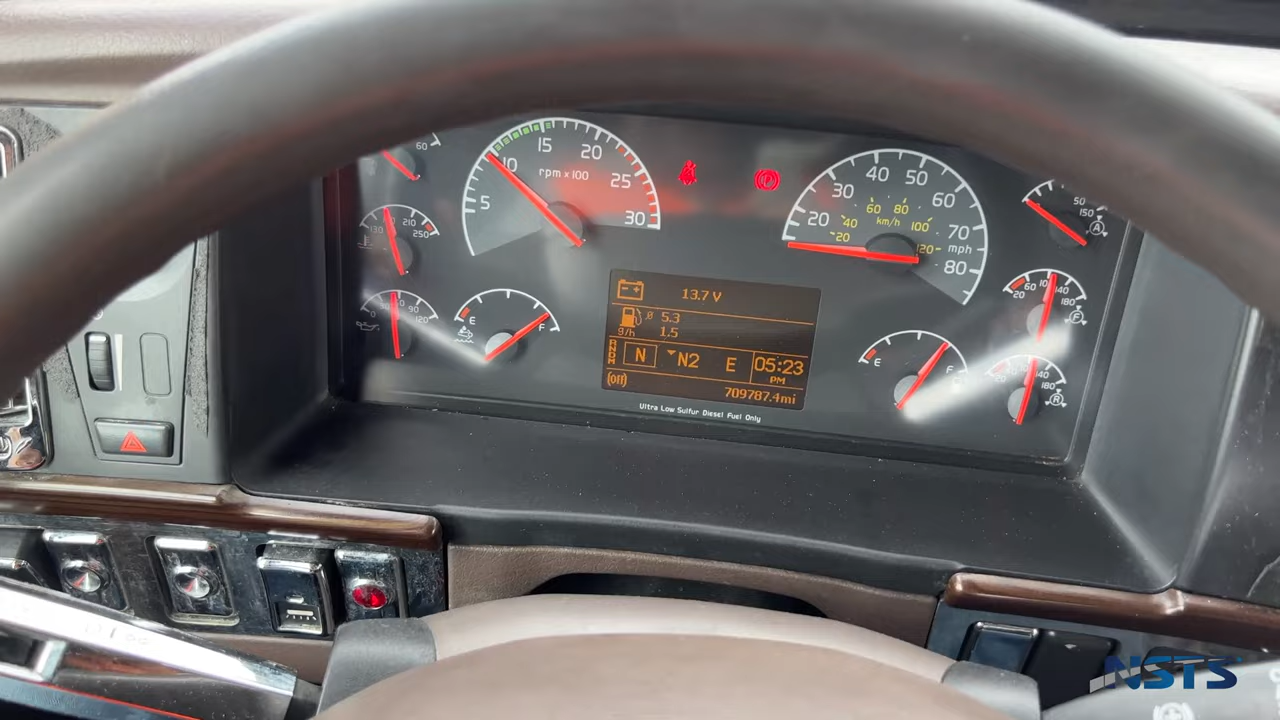 60
5
10
15
20
25
30
rpm x 100
130
210
250
0
30
90
120
E
F
13.7 V
5.3
g/h
1.5
N
N2
E
05:23
PM
709787.4mi
Ultra Low Sulfur Diesel Fuel Only
20
30
40
50
60
70
80
mph
20
40
60
80
100
120
km/h
50
150
A
20
60
140
180
F
140
180
R
E
F
NSTS